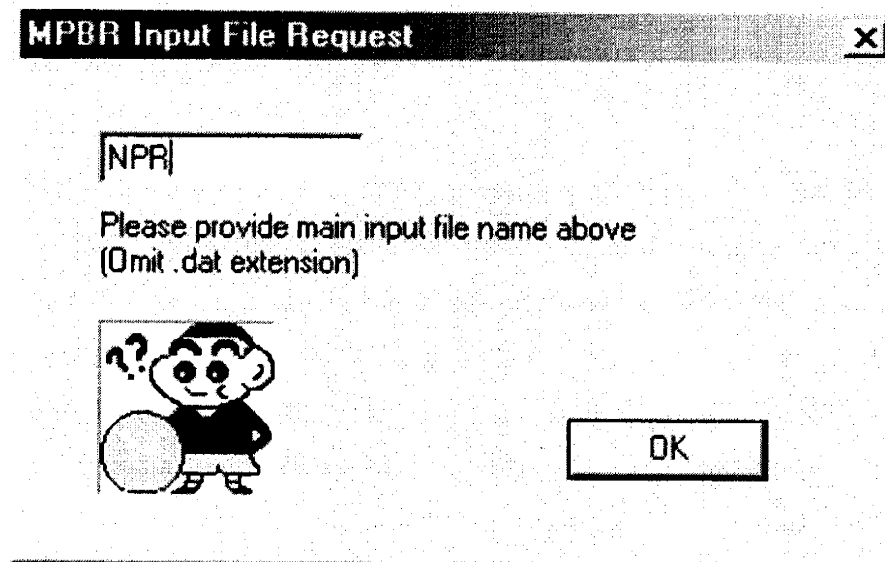 MPBR Input File Request
NPR
Please provide main input file name above
(Omit .dat extension)
??
OK